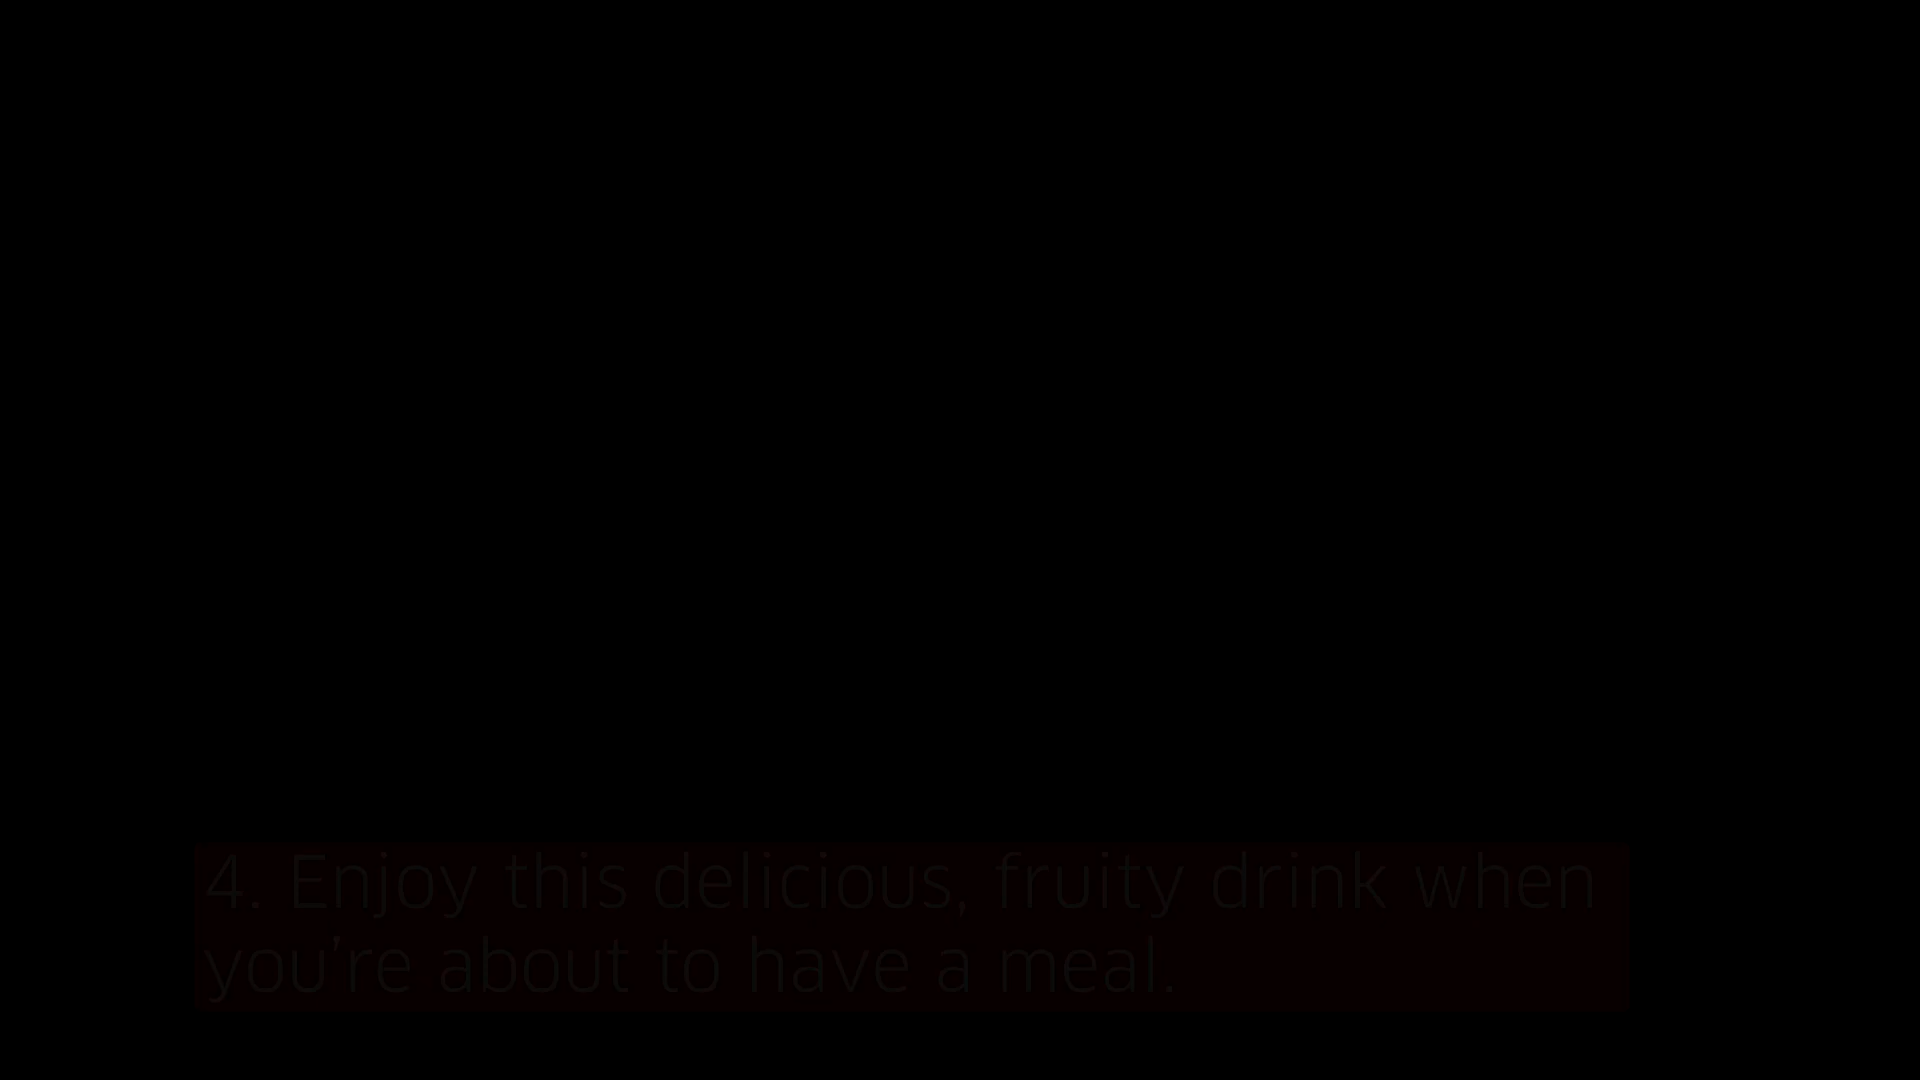 4. Enjoy this delicious, fruity drink when
you're about to have a meal.